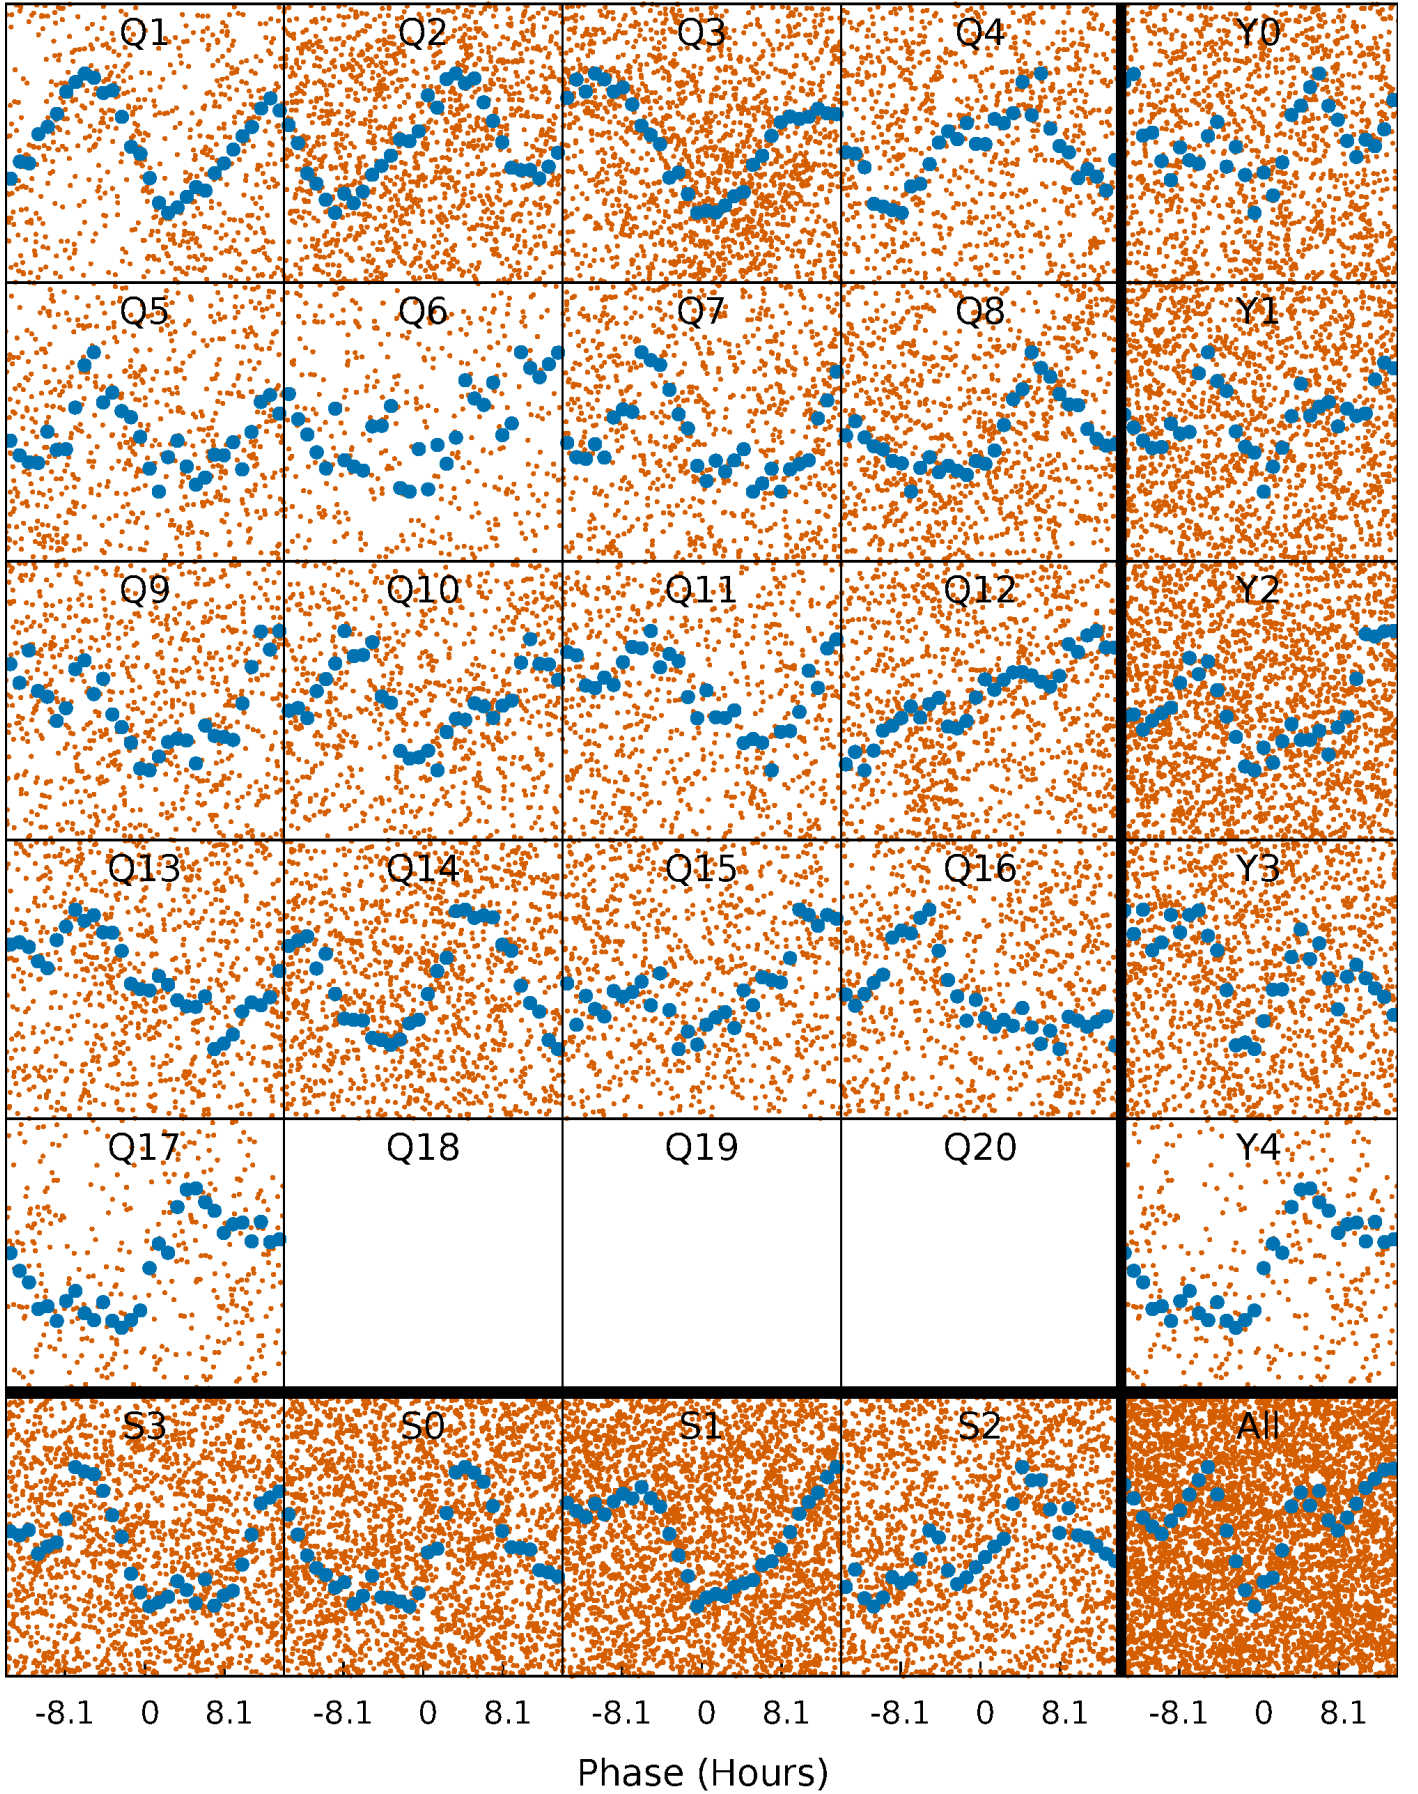 Q1 Q2 Q3 Q4 Y0
Q5 Q6 Q7 Q8 Y1
Q9 Q10 Q11 Q12 Y2
Q13 Q14 Q15 Q16 Y3
Q17 Q18 Q19 Q20 Y4
S3 S0 S1 S2 All
-8.1 0 8.1 -8.1 0 8.1 -8.1 0 8.1 -8.1 0 8.1 -8.1 0 8.1
Phase (Hours)